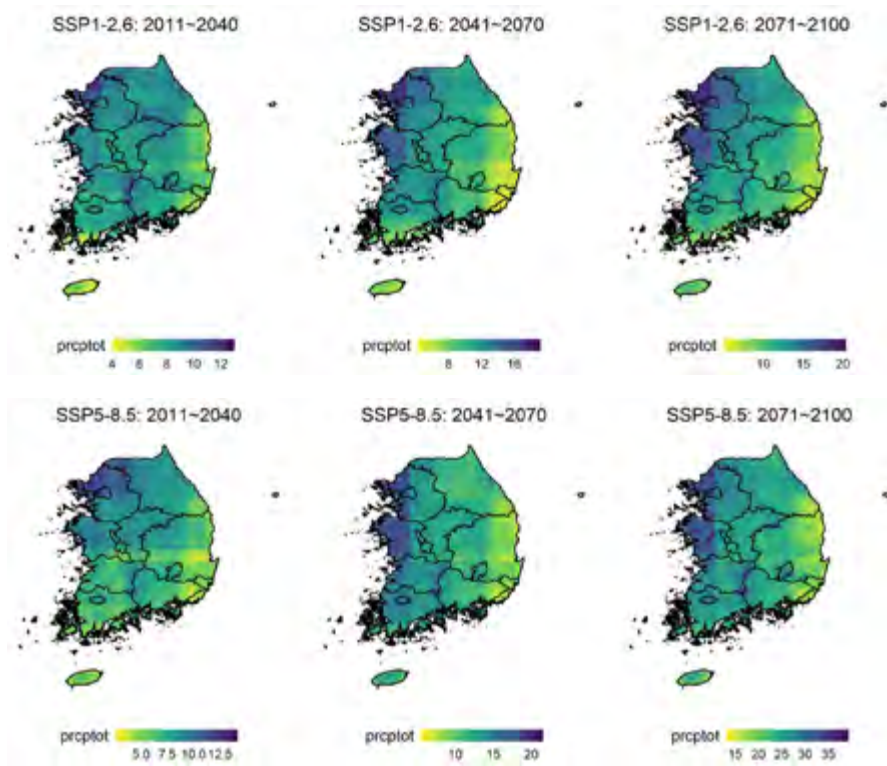 SSP1-2.6: 2011~2040 SSP1-2.6: 2041~2070 SSP1-2.6: 2071~2100
prcptot 4 6 8 10 12 prcptot 8 12 16 prcptot 10 15 20
SSP5-8.5: 2011~2040 SSP5-8.5: 2041~2070 SSP5-8.5: 2071~2100
prcptot 5.0 7.5 10.0 12.5 prcptot 10 15 20 prcptot 15 20 25 30 35